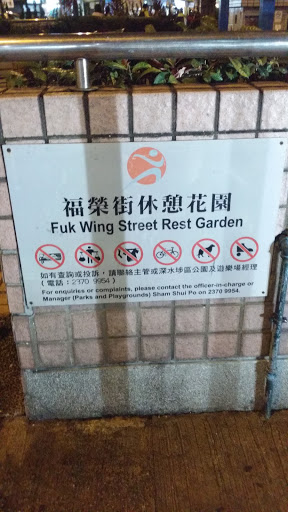 福榮街休憩花園
Fuk Wing Street Rest Garden
如有查詢或投訴，請聯絡主管或深水埗區公園及遊樂場經理
（電話：2370 9954）
For enquiries or complaints, please contact the officer-in-charge or
Manager (Parks and Playgrounds) Sham Shui Po on 2370 9954.